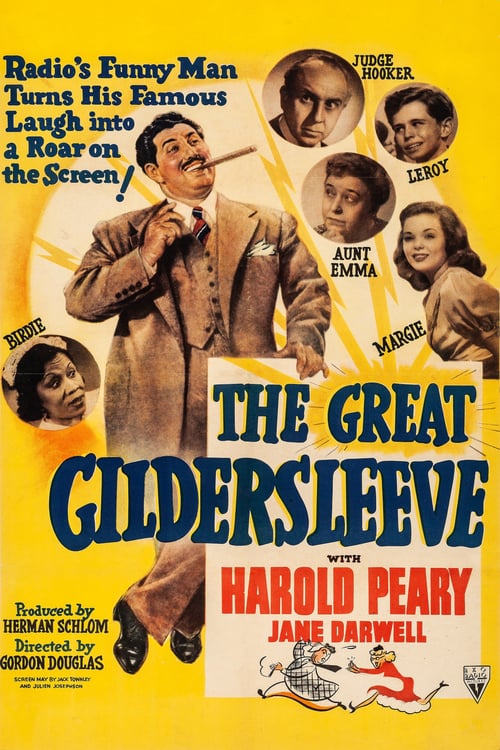 Radio's Funny Man
Turns His Famous
Laugh into
a Roar on
the Screen!
JUDGE
HOOKER
LEROY
AUNT
EMMA
MARGIE
BIRDIE
THE GREAT
GILDERSLEEVE
WITH
HAROLD PEARY
JANE DARWELL
Produced by
HERMAN SCHLOM
Directed by
GORDON DOUGLAS
SCREEN PLAY BY JACK TOWNLEY
AND JULIEN JOSEPHSON
RKO
RADIO